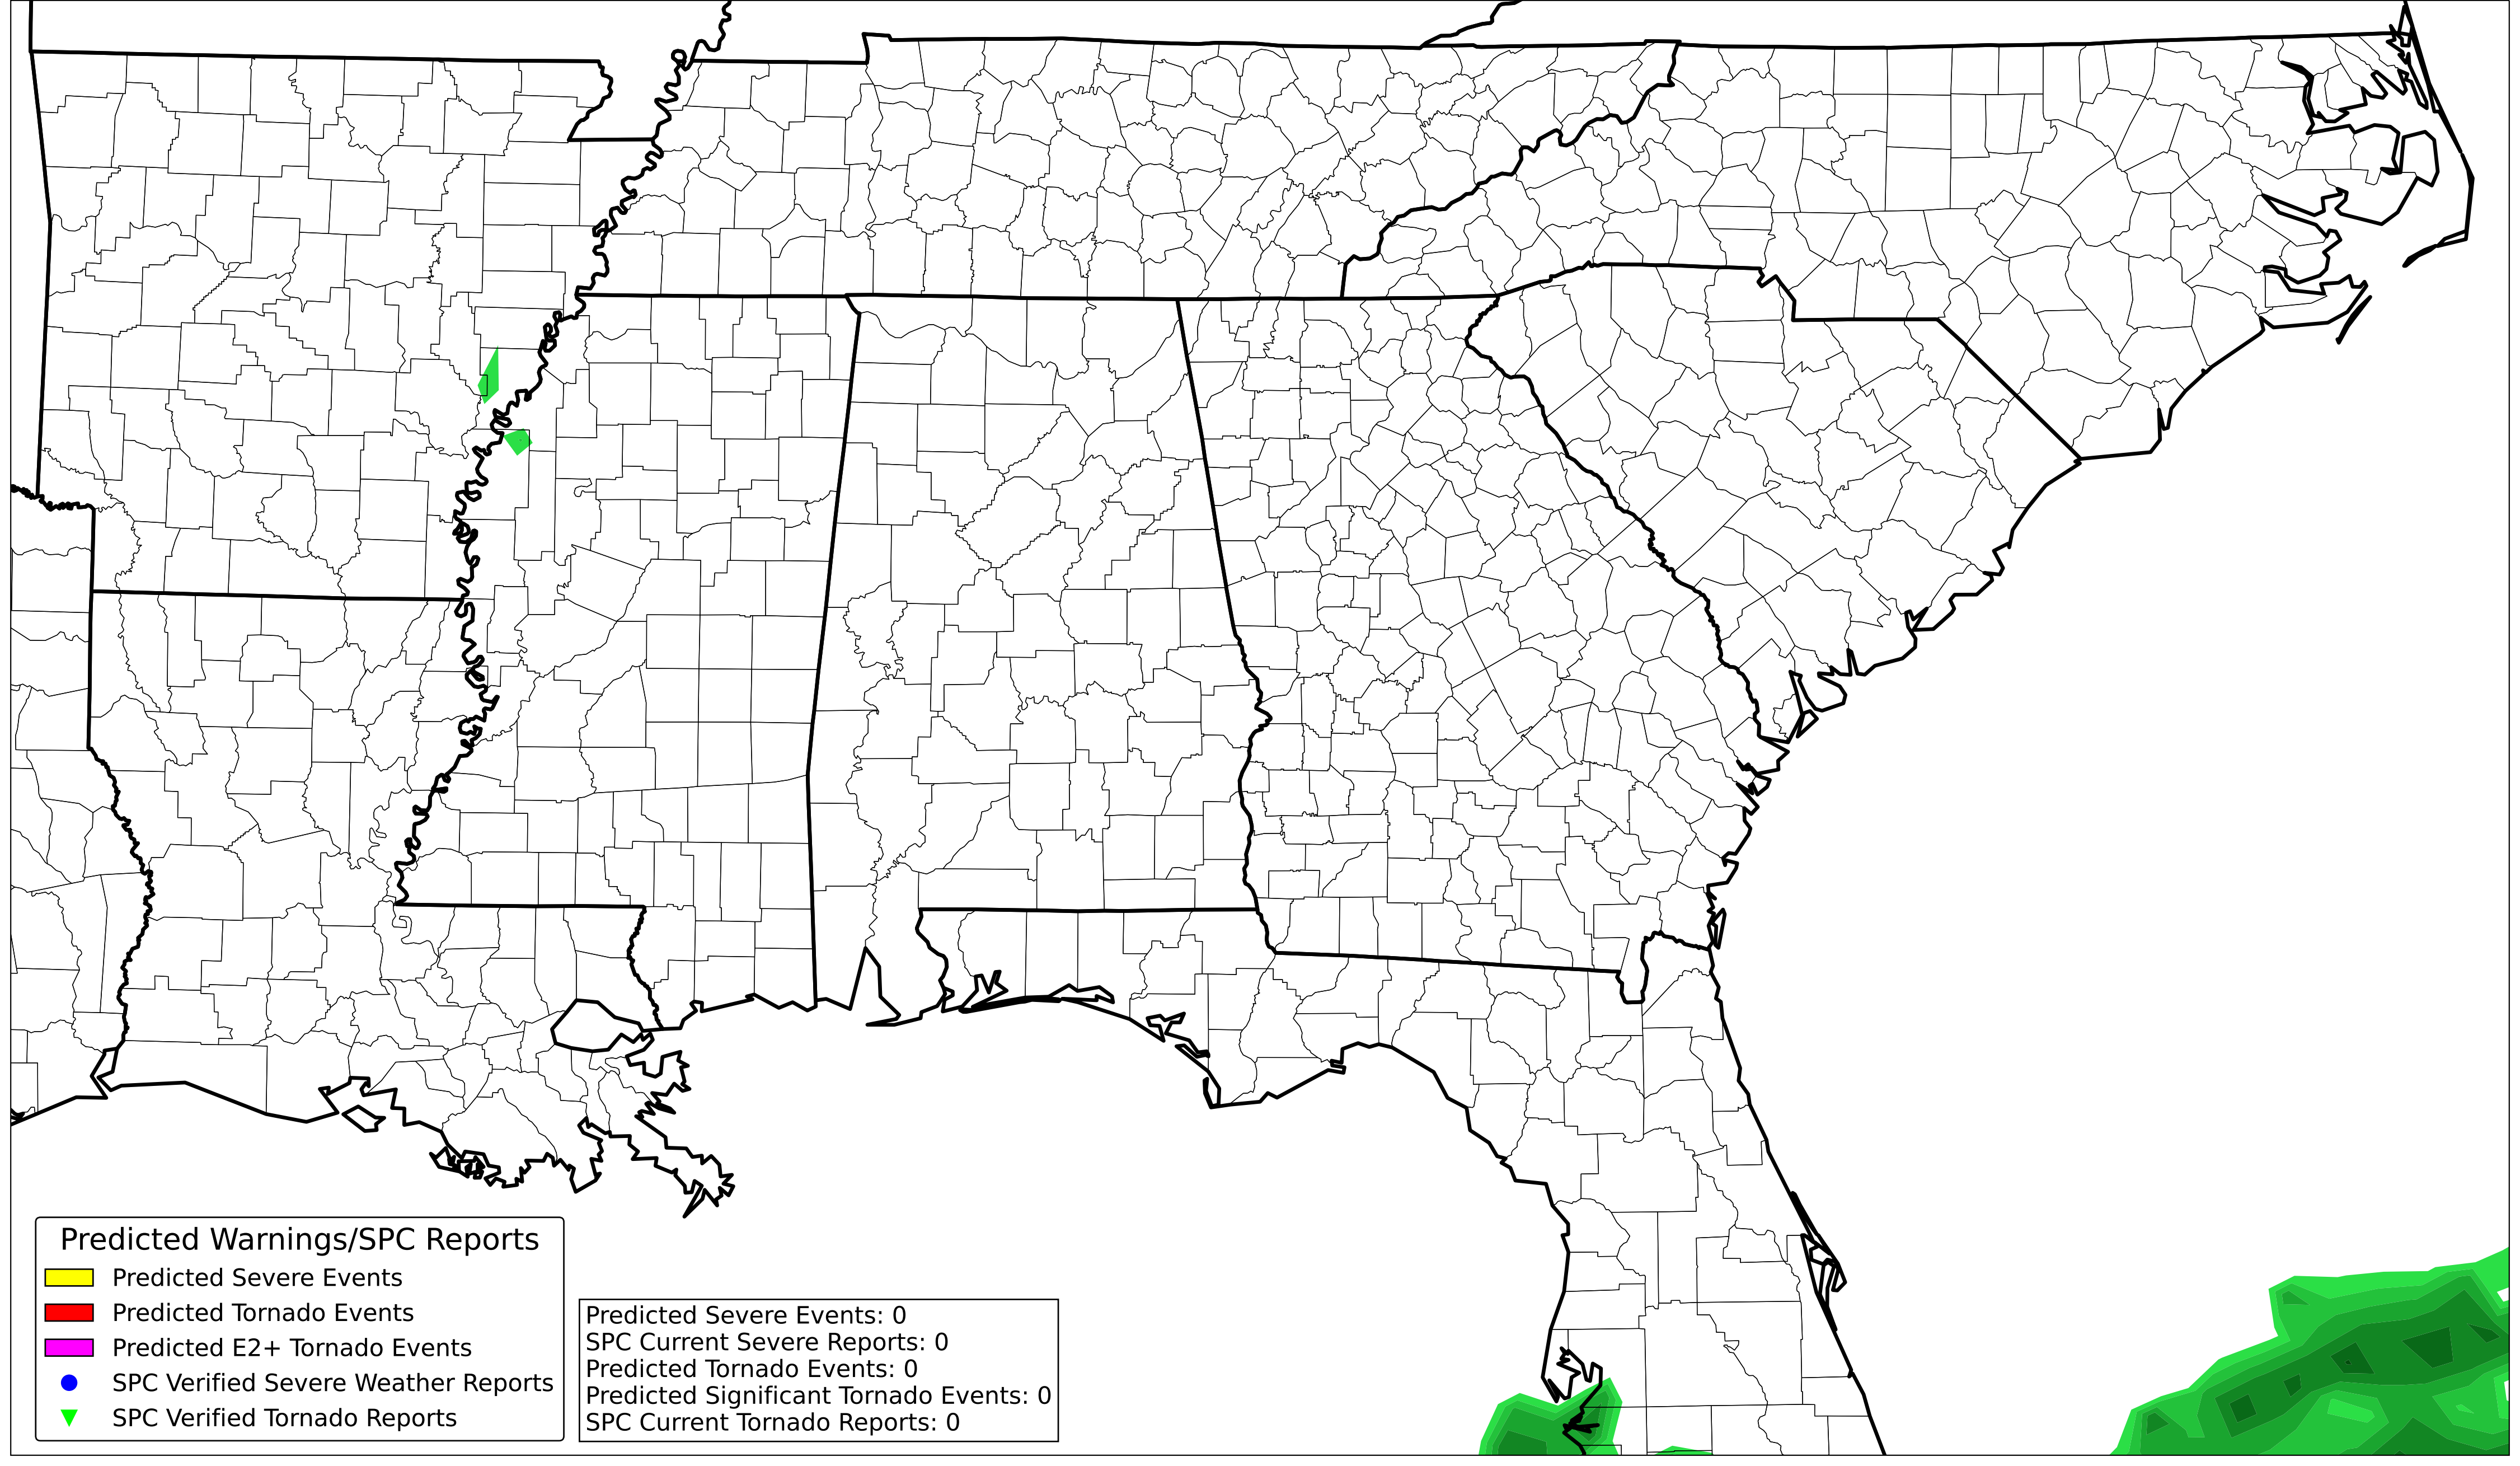 Predicted Warnings/SPC Reports
Predicted Severe Events
Predicted Tornado Events
Predicted E2+ Tornado Events
SPC Verified Severe Weather Reports
SPC Verified Tornado Reports
Predicted Severe Events: 0
SPC Current Severe Reports: 0
Predicted Tornado Events: 0
Predicted Significant Tornado Events: 0
SPC Current Tornado Reports: 0